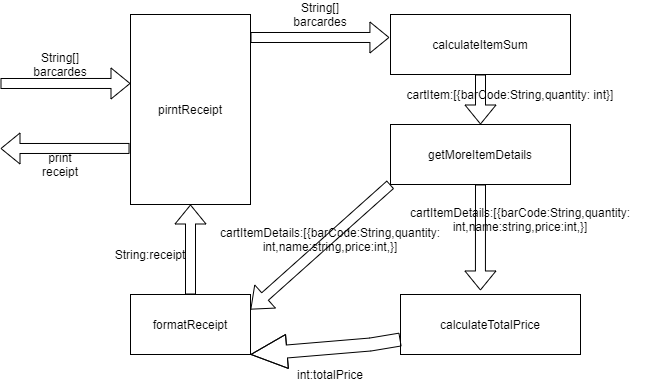 String[]
barcardes
String[]
barcardes
calculateItemSum
pirntReceipt
cartItem:[{barCode:String,quantity: int}]
getMoreItemDetails
print
receipt
cartItemDetails:[{barCode:String,quantity:
int,name:string,price:int,}]
cartItemDetails:[{barCode:String,quantity:
int,name:string,price:int,}]
String:receipt
formatReceipt
calculateTotalPrice
int:totalPrice